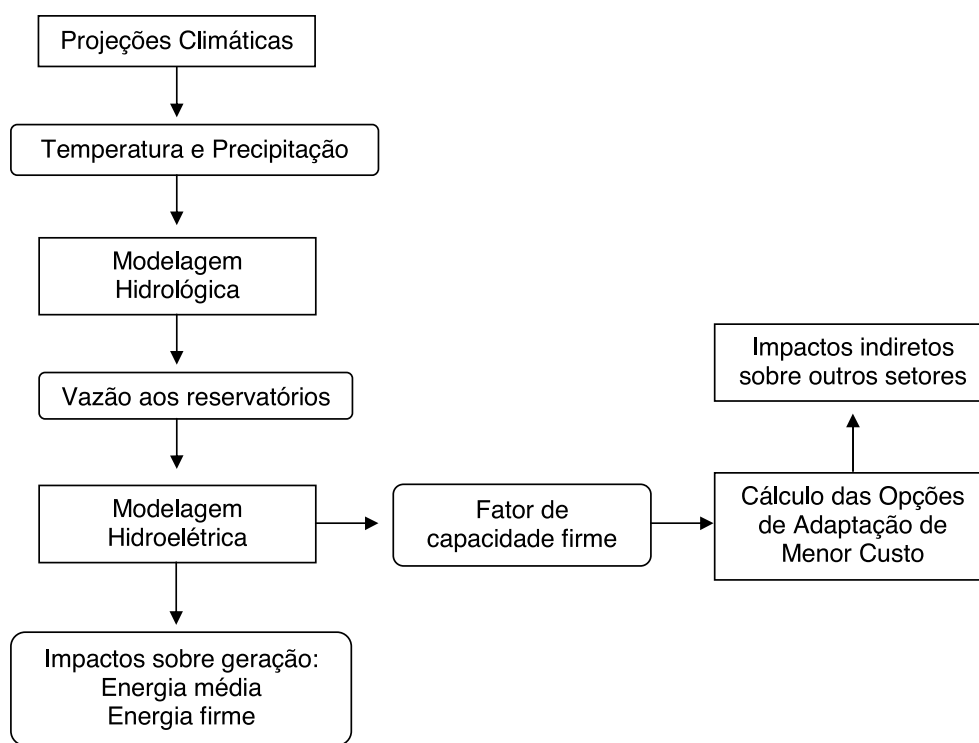 Projeções Climáticas
Temperatura e Precipitação
Modelagem
Hidrológica
Vazão aos reservatórios
Modelagem
Hidroelétrica
Impactos sobre geração:
Energia média
Energia firme
Fator de
capacidade firme
Cálculo das Opções
de Adaptação de
Menor Custo
Impactos indiretos
sobre outros setores